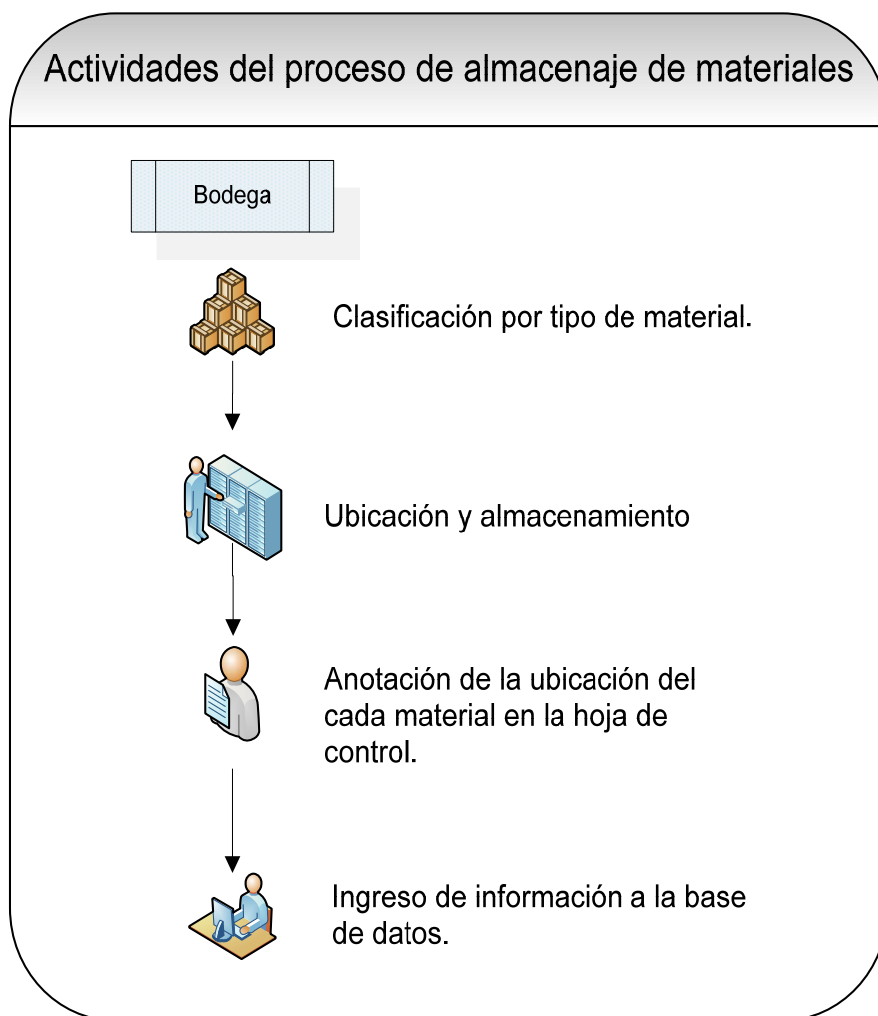 Actividades del proceso de almacenaje de materiales
Bodega
Clasificación por tipo de material.
Ubicación y almacenamiento
Anotación de la ubicación del
cada material en la hoja de
control.
Ingreso de información a la base
de datos.